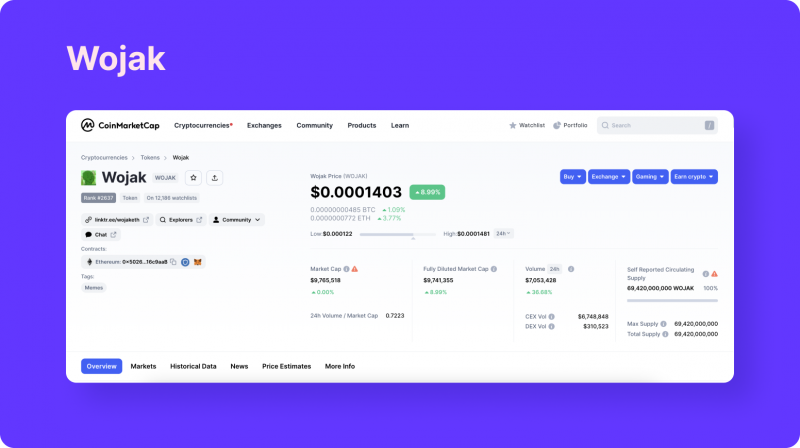 Wojak
CoinMarketCap Cryptocurrencies Exchanges Community Products Learn Watchlist Portfolio Search /
Cryptocurrencies > Tokens > Wojak
Wojak WOJAK
Rank #2837 Token On 12,186 watchlists
linktr.ee/wojaketh Explorers Community
Chat
Contracts:
Ethereum: 0x5026...16c9aaB
Tags:
Memes
Wojak Price (WOJAK)
$0.0001403 8.99%
0.00000000485 BTC 1.09%
0.0000000772 ETH 3.77%
Low: $0.000122 High: $0.0001481 24h
Buy Exchange Gaming Earn crypto
Market Cap
$9,765,518
0.00%
24h Volume / Market Cap 0.7223
Fully Diluted Market Cap
$9,741,355
8.99%
Volume 24h
$7,053,428
36.68%
CEX Vol $6,748,848
DEX Vol $310,523
Self Reported Circulating
Supply
69,420,000,000 WOJAK 100%
Max Supply 69,420,000,000
Total Supply 69,420,000,000
Overview Markets Historical Data News Price Estimates More Info